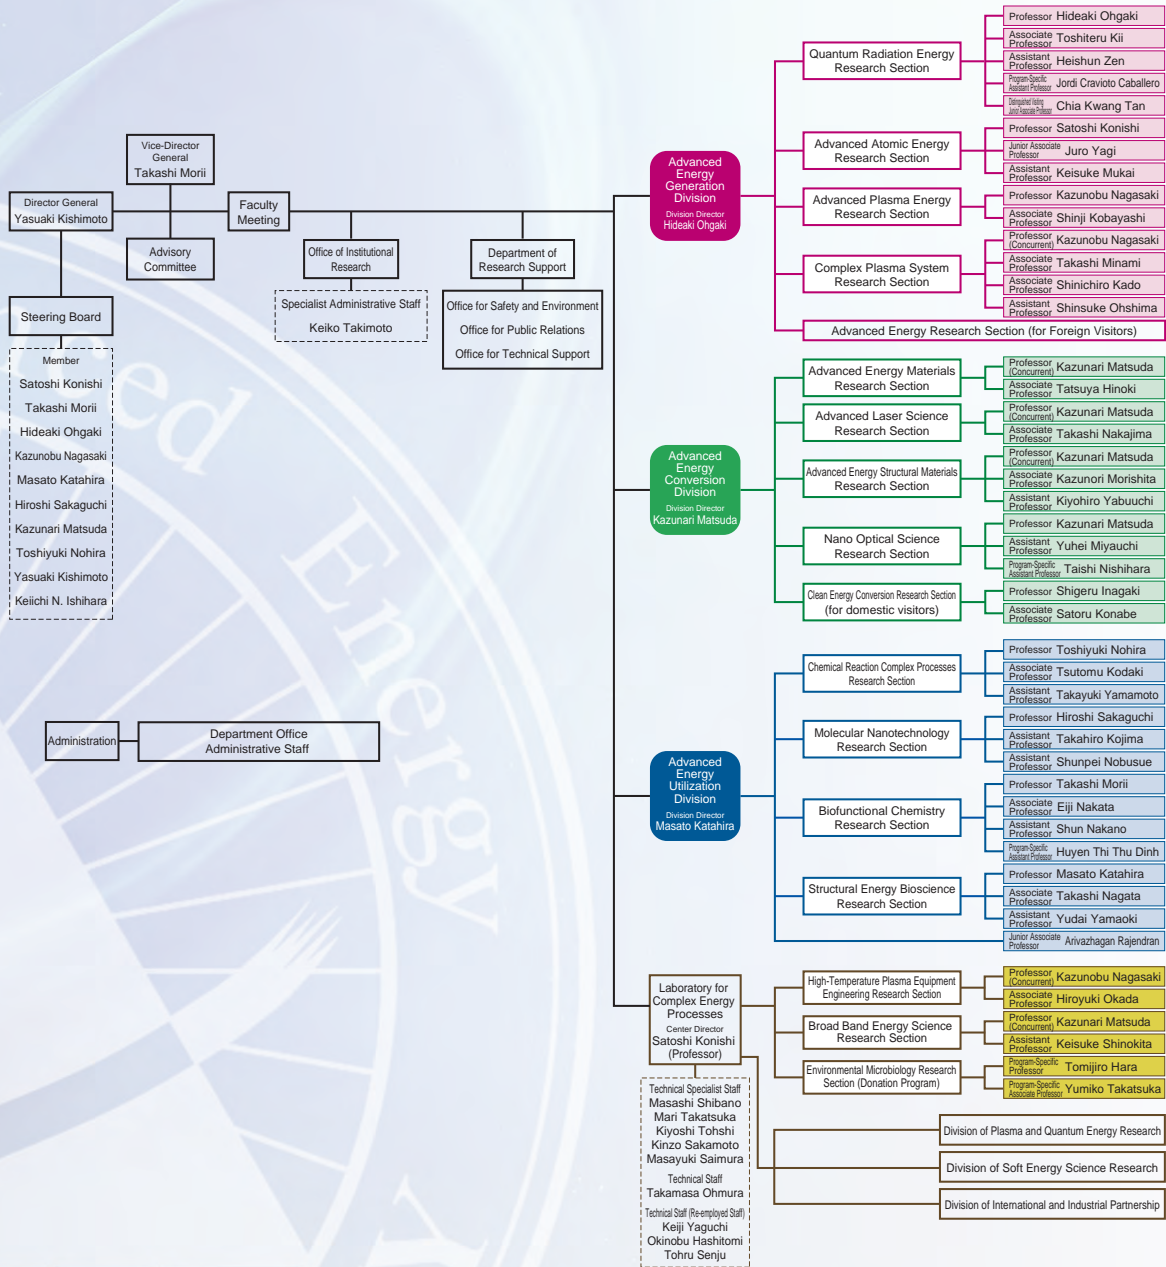 Vice-Director
General
Takashi Morii
Director General
Yasuaki Kishimoto
Faculty
Meeting
Advisory
Committee
Office of Institutional
Research
Specialist Administrative Staff
Keiko Takimoto
Department of
Research Support
Office for Safety and Environment
Office for Public Relations
Office for Technical Support
Steering Board
Member
Satoshi Konishi
Takashi Morii
Hideaki Ohgaki
Kazunobu Nagasaki
Masato Katahira
Hiroshi Sakaguchi
Kazunari Matsuda
Toshiyuki Nohira
Yasuaki Kishimoto
Keiichi N. Ishihara
Administration
Department Office
Administrative Staff
Advanced
Energy
Generation
Division
Division Director
Hideaki Ohgaki
Quantum Radiation Energy
Research Section
Professor Hideaki Ohgaki
Associate
Professor Toshiteru Kii
Assistant
Professor Heishun Zen
Program-Specific
Assistant Professor Jordi Cravioto Caballero
Distinguished Visiting
Junior Associate Professor Chia Kwang Tan
Advanced Atomic Energy
Research Section
Professor Satoshi Konishi
Junior Associate
Professor Juro Yagi
Assistant
Professor Keisuke Mukai
Advanced Plasma Energy
Research Section
Professor Kazunobu Nagasaki
Associate
Professor Shinji Kobayashi
Complex Plasma System
Research Section
Professor
(Concurrent) Kazunobu Nagasaki
Associate
Professor Takashi Minami
Associate
Professor Shinichiro Kado
Assistant
Professor Shinsuke Ohshima
Advanced Energy Research Section (for Foreign Visitors)
Advanced
Energy
Conversion
Division
Division Director
Kazunari Matsuda
Advanced Energy Materials
Research Section
Professor
(Concurrent) Kazunari Matsuda
Associate
Professor Tatsuya Hinoki
Advanced Laser Science
Research Section
Professor
(Concurrent) Kazunari Matsuda
Associate
Professor Takashi Nakajima
Advanced Energy Structural Materials
Research Section
Professor
(Concurrent) Kazunari Matsuda
Associate
Professor Kazunori Morishita
Assistant
Professor Kiyohiro Yabuuchi
Nano Optical Science
Research Section
Professor Kazunari Matsuda
Assistant
Professor Yuhei Miyauchi
Program-Specific
Assistant Professor Taishi Nishihara
Clean Energy Conversion Research Section
(for domestic visitors)
Professor Shigeru Inagaki
Associate
Professor Satoru Konabe
Advanced
Energy
Utilization
Division
Division Director
Masato Katahira
Chemical Reaction Complex Processes
Research Section
Professor Toshiyuki Nohira
Associate
Professor Tsutomu Kodaki
Assistant
Professor Takayuki Yamamoto
Molecular Nanotechnology
Research Section
Professor Hiroshi Sakaguchi
Assistant
Professor Takahiro Kojima
Assistant
Professor Shunpei Nobusue
Biofunctional Chemistry
Research Section
Professor Takashi Morii
Associate
Professor Eiji Nakata
Assistant
Professor Shun Nakano
Program-Specific
Assistant Professor Huyen Thi Thu Dinh
Structural Energy Bioscience
Research Section
Professor Masato Katahira
Associate
Professor Takashi Nagata
Assistant
Professor Yudai Yamaoki
Junior Associate
Professor Arivazhagan Rajendran
Laboratory for
Complex Energy
Processes
Center Director
Satoshi Konishi
(Professor)
High-Temperature Plasma Equipment
Engineering Research Section
Professor
(Concurrent) Kazunobu Nagasaki
Associate
Professor Hiroyuki Okada
Broad Band Energy Science
Research Section
Professor
(Concurrent) Kazunari Matsuda
Assistant
Professor Keisuke Shinokita
Environmental Microbiology Research
Section (Donation Program)
Program-Specific
Professor Tomijiro Hara
Program-Specific
Associate Professor Yumiko Takatsuka
Technical Specialist Staff
Masashi Shibano
Mari Takatsuka
Kiyoshi Tohshi
Kinzo Sakamoto
Masayuki Saimura
Technical Staff
Takamasa Ohmura
Technical Staff (Re-employed Staff)
Keiji Yaguchi
Okinobu Hashitomi
Tohru Senju
Division of Plasma and Quantum Energy Research
Division of Soft Energy Science Research
Division of International and Industrial Partnership
Energy